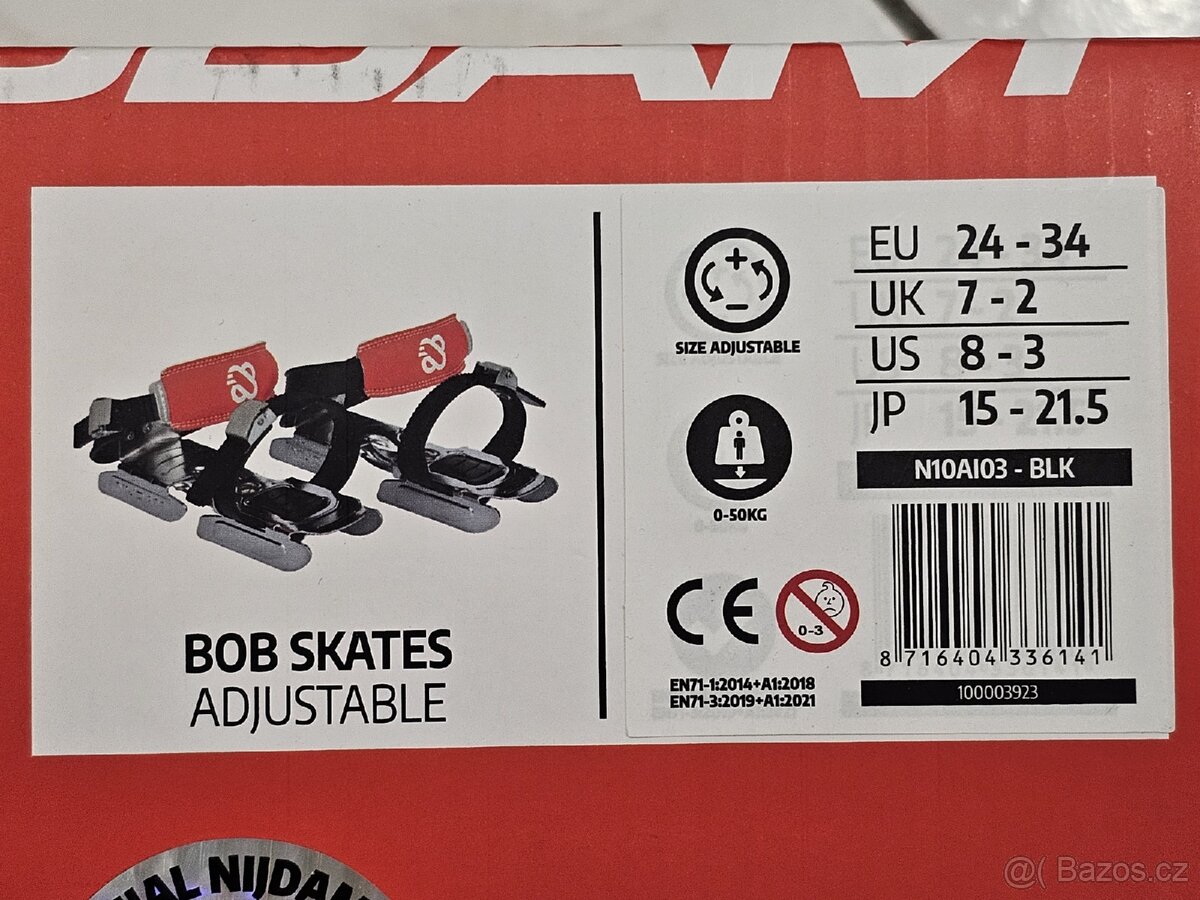 BOB SKATES
ADJUSTABLE
SIZE ADJUSTABLE
0-50KG
0-3
EN71-1:2014+A1:2018
EN71-3:2019+A1:2021
EU 24 - 34
UK 7 - 2
US 8 - 3
JP 15 - 21.5
N10AI03 - BLK
8 716404 336141
100003923
NIJDAM
@( Bazos.cz